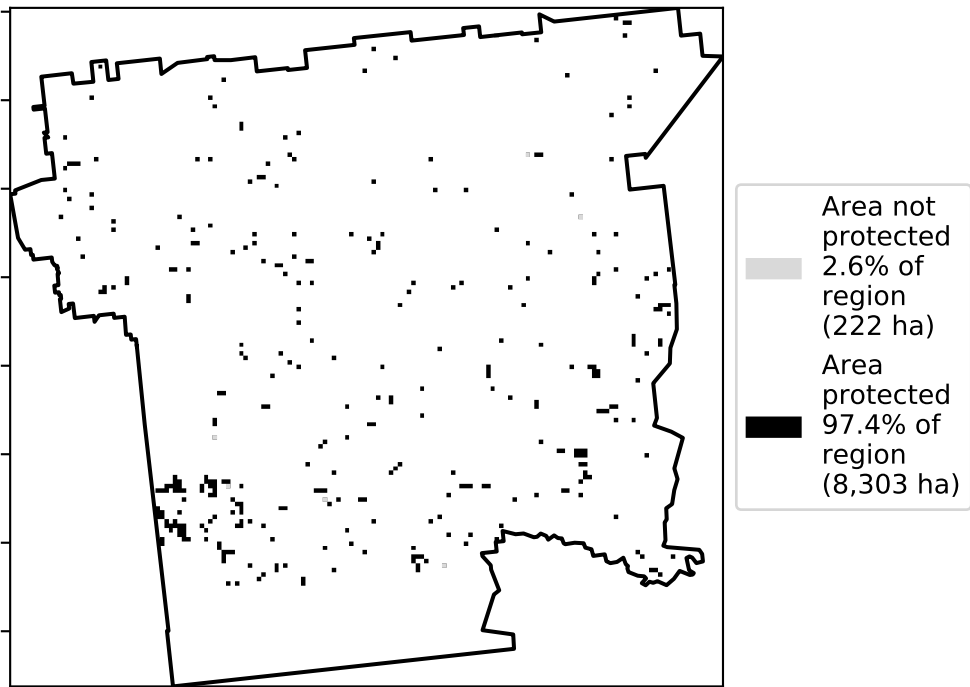 Area not
protected
2.6% of
region
(222 ha)
Area
protected
97.4% of
region
(8,303 ha)